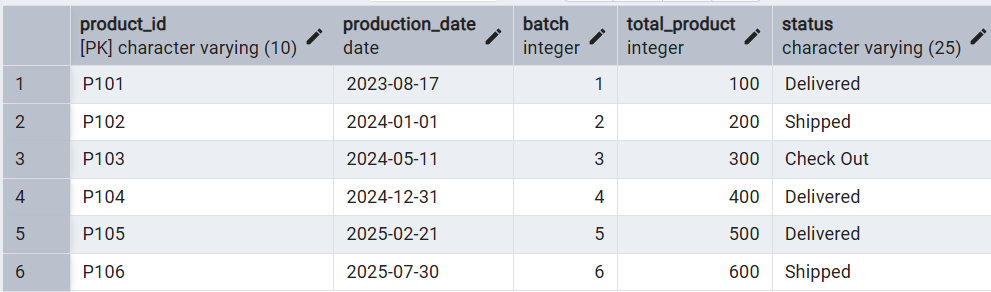 product_id production_date batch total_product status
[PK] character varying (10) date integer integer character varying (25)
1 P101 2023-08-17 1 100 Delivered
2 P102 2024-01-01 2 200 Shipped
3 P103 2024-05-11 3 300 Check Out
4 P104 2024-12-31 4 400 Delivered
5 P105 2025-02-21 5 500 Delivered
6 P106 2025-07-30 6 600 Shipped